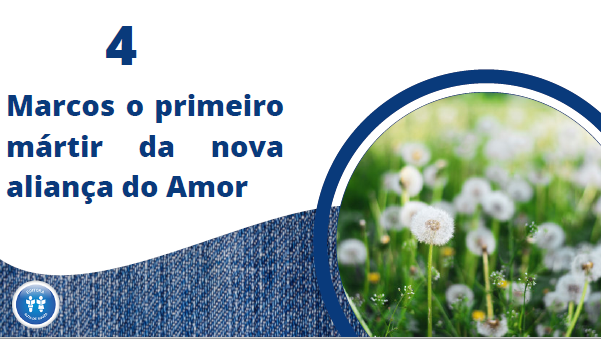 4
Marcos o primeiro
mártir da nova
aliança do Amor